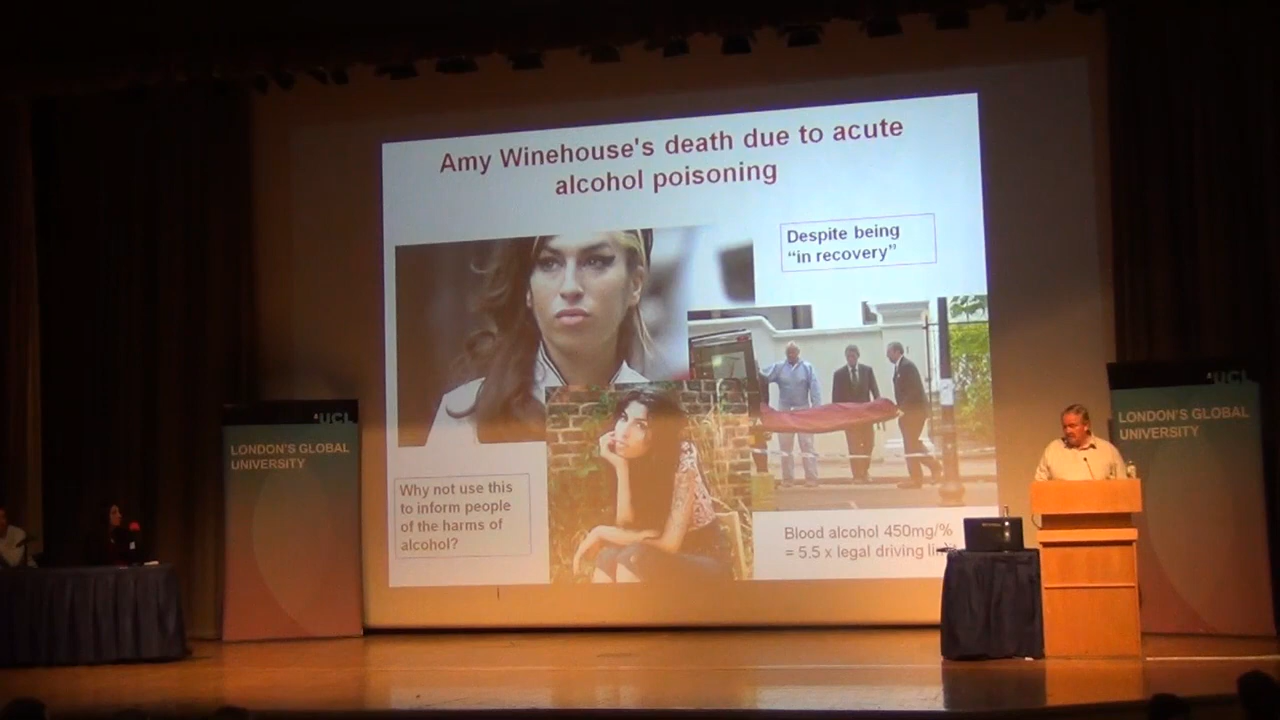 Amy Winehouse's death due to acute
alcohol poisoning
Despite being
“in recovery”
Why not use this
to inform people
of the harms of
alcohol?
Blood alcohol 450mg/%
= 5.5 x legal driving
UCL
LONDON'S GLOBAL
UNIVERSITY
UCL
LONDON'S GLOBAL
UNIVERSITY